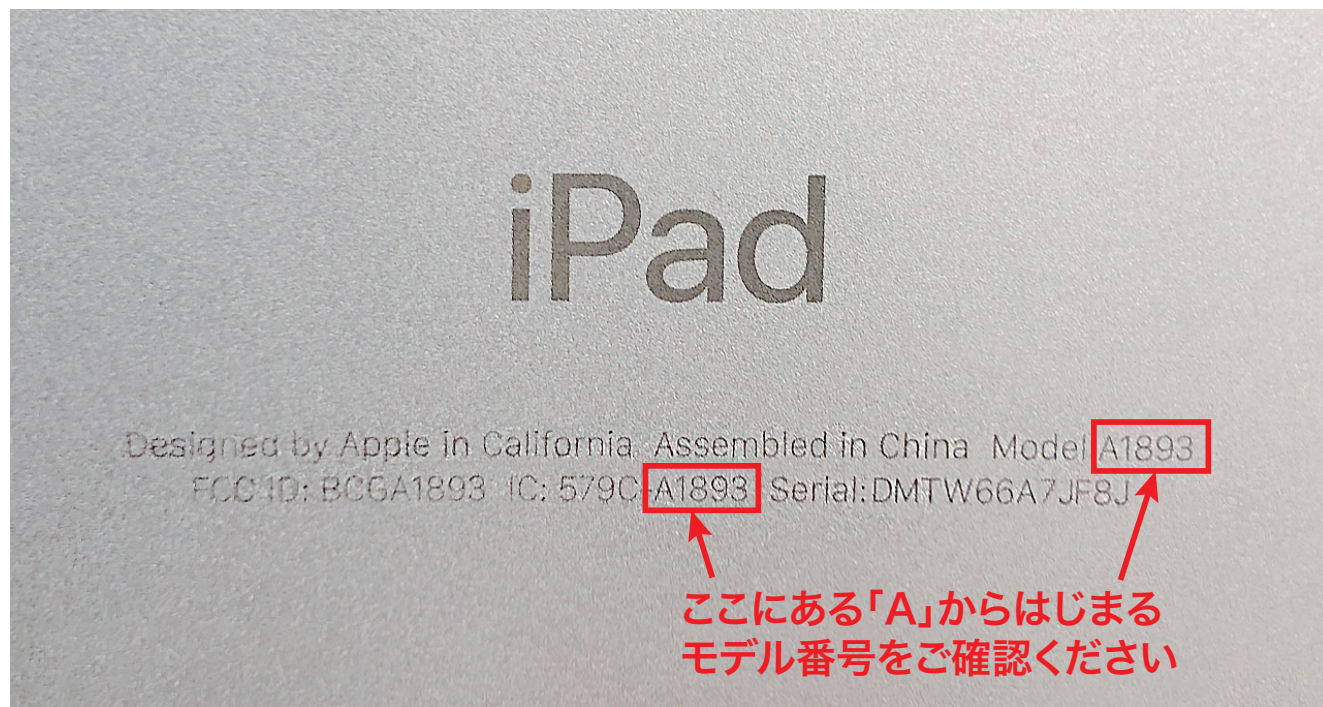 iPad
Designed by Apple in California Assembled in China Model A1893
FCC ID: BCGA1893 IC: 579C-A1893 Serial: DMTW66A7JF8J
ここにある「A」からはじまる
モデル番号をご確認ください